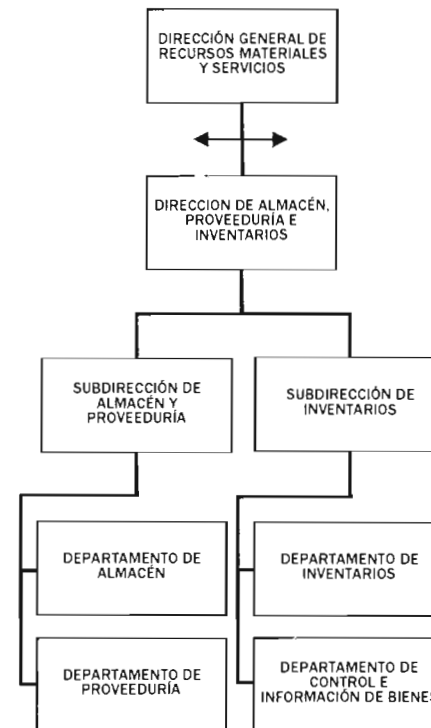 DIRECCIÓN GENERAL DE
RECURSOS MATERIALES
Y SERVICIOS
DIRECCION DE ALMACÉN,
PROVEEDURÍA E
INVENTARIOS
SUBDIRECCIÓN DE
ALMACÉN Y
PROVEEDURÍA
SUBDIRECCIÓN DE
INVENTARIOS
DEPARTAMENTO DE
ALMACÉN
DEPARTAMENTO DE
INVENTARIOS
DEPARTAMENTO DE
PROVEEDURÍA
DEPARTAMENTO DE
CONTROL E
INFORMACIÓN DE BIENES